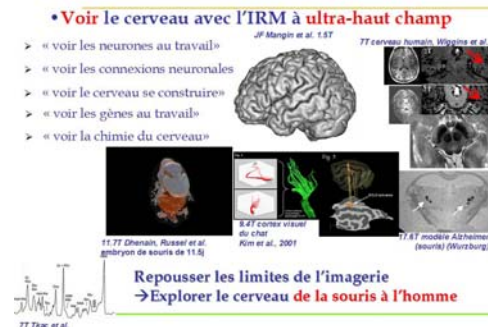 •Voir le cerveau avec l'IRM à ultra-haut champ
JF Mangin et al. 1.5T
7T cerveau humain, Wiggins et al.
➢ « voir les neurones au travail»
➢ « voir les connexions neuronales
➢ « voir le cerveau se construire»
➢ « voir les gènes au travail»
➢ « voir la chimie du cerveau»
11.7T Dhenain, Russel et al.
embryon de souris de 11.5j
9.4T cortex visuel
du chat
Kim et al., 2001
17.6T modèle Alzheimer
(souris) (Wurzburg)
Repousser les limites de l'imagerie
→Explorer le cerveau de la souris à l'homme
7T Tkac et al.